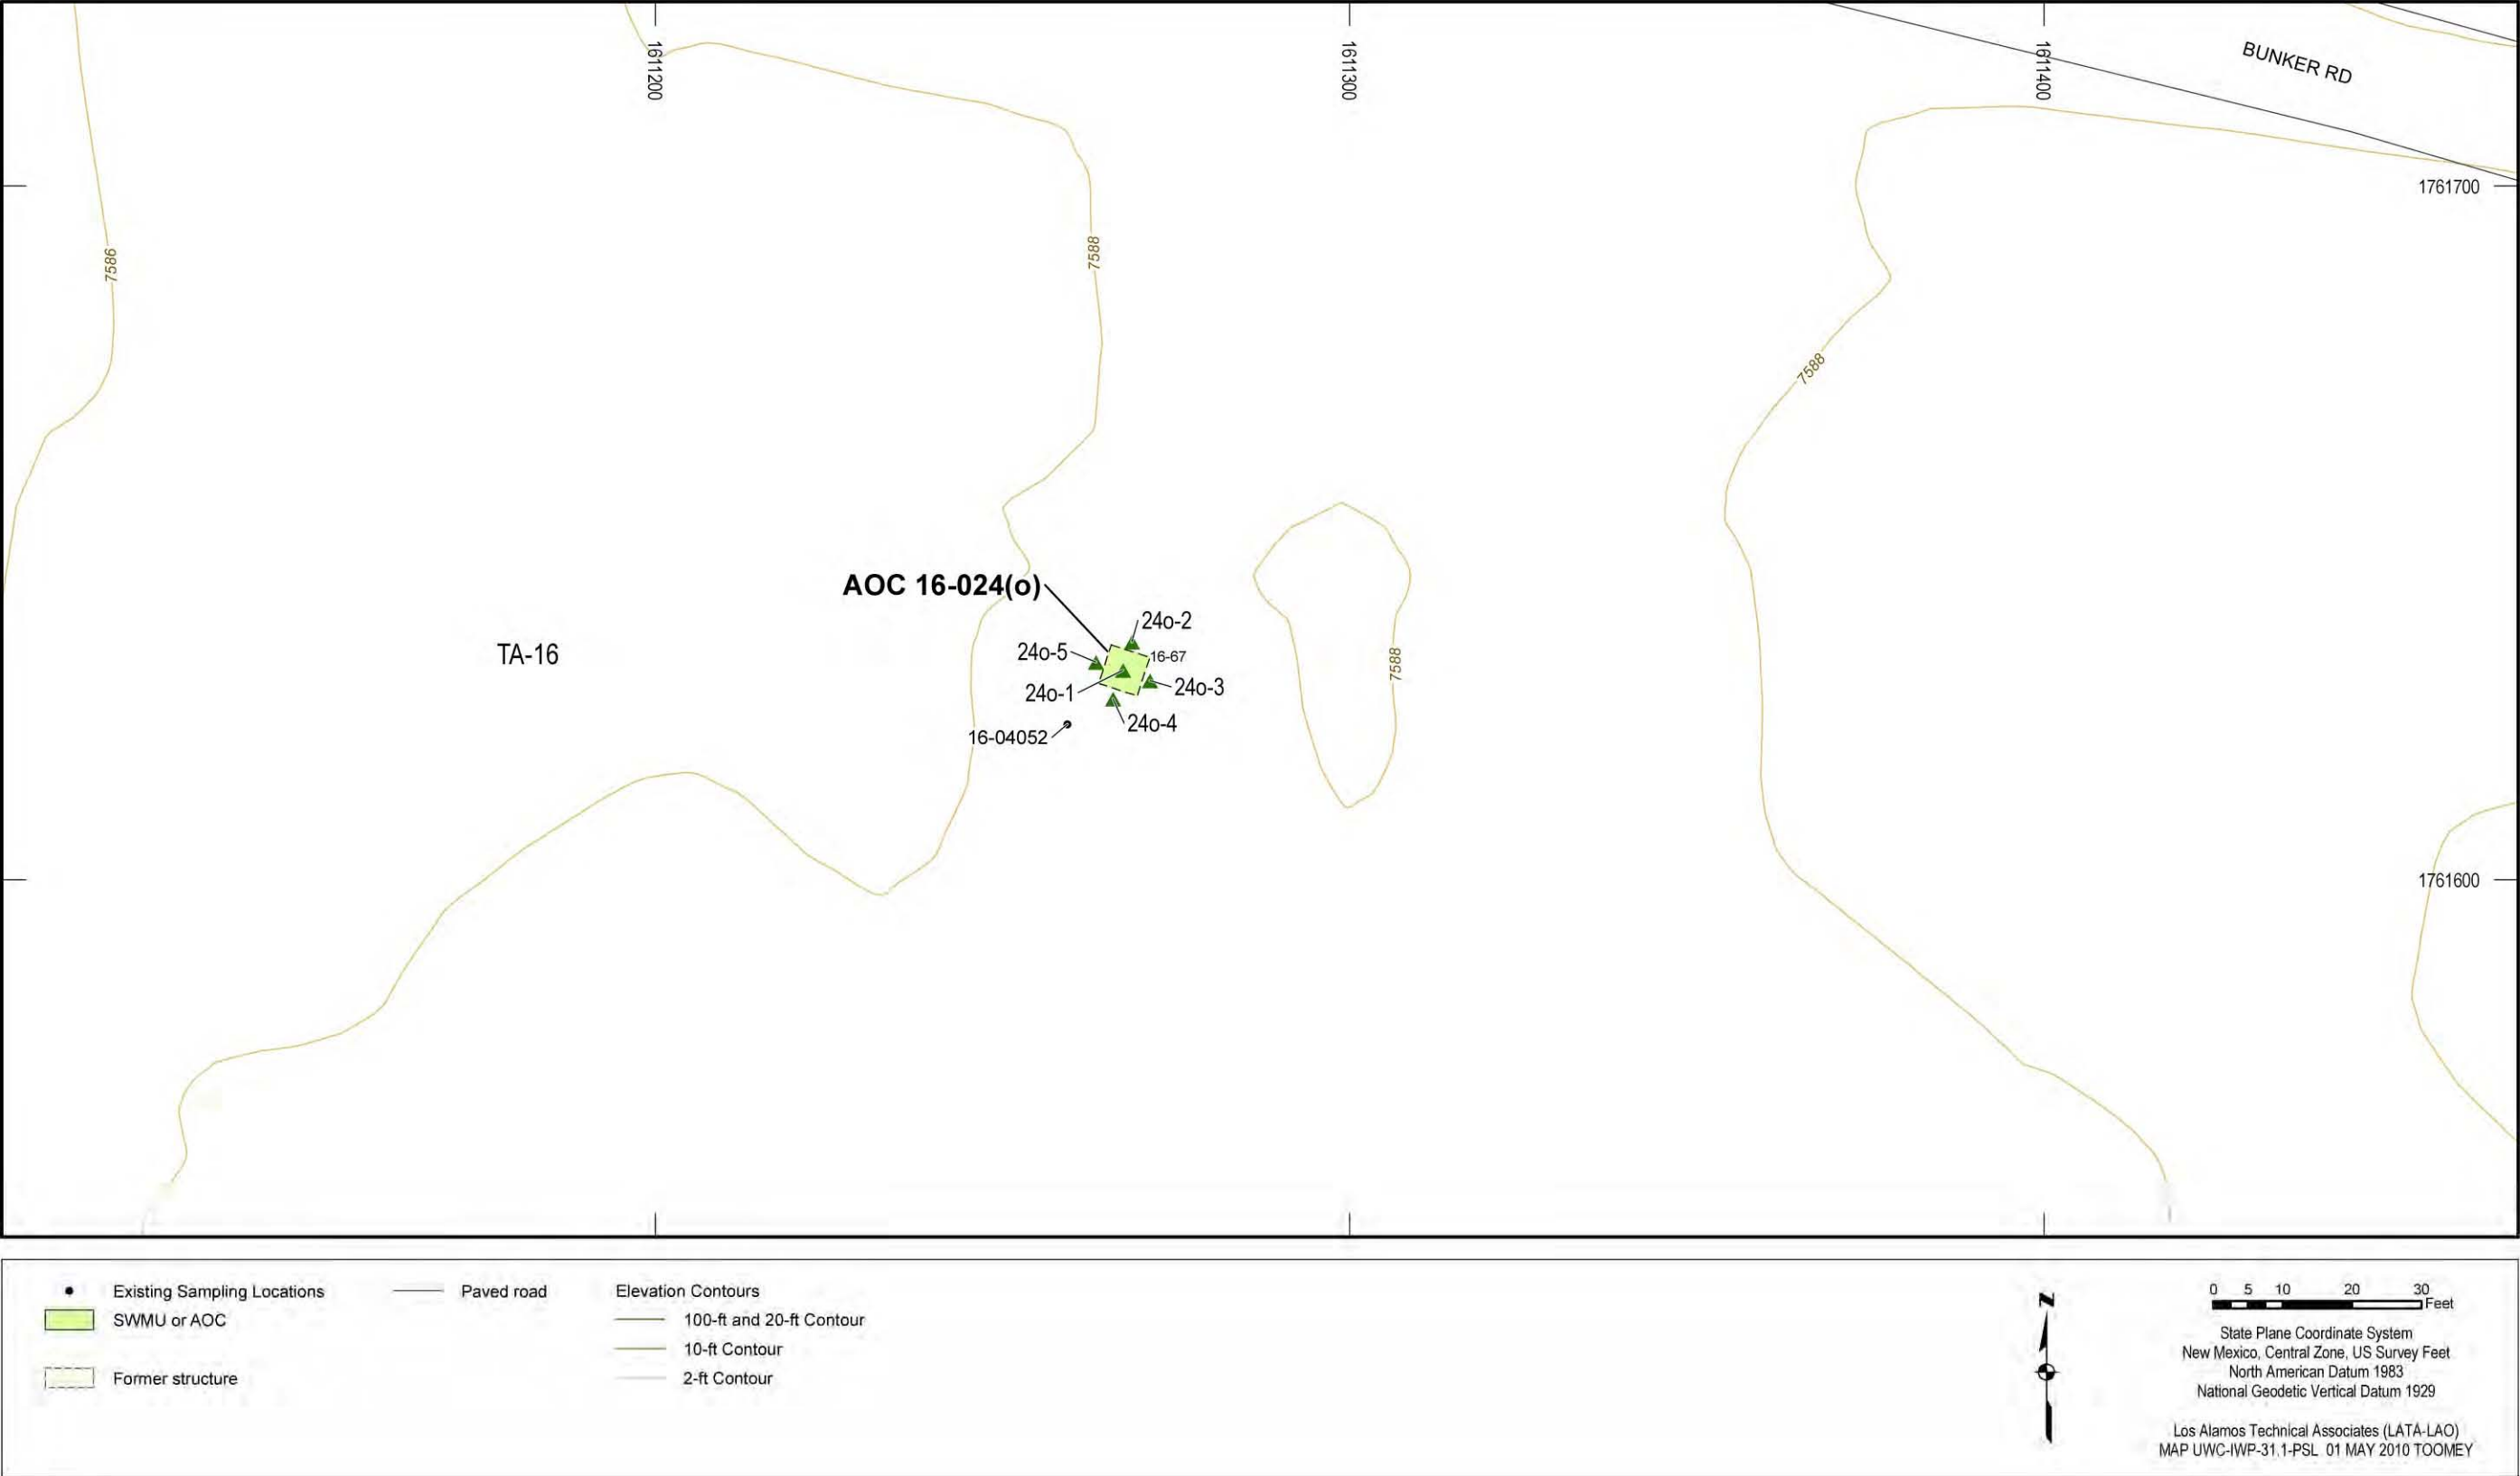 1611200
1611300
1611400
BUNKER RD
1761700
7586
7588
7588
AOC 16-024(o)
24o-2
TA-16
24o-5
16-67
7588
24o-1
24o-3
24o-4
16-04052
1761600
Existing Sampling Locations
SWMU or AOC
Former structure
Paved road
Elevation Contours
100-ft and 20-ft Contour
10-ft Contour
2-ft Contour
N
0 5 10 20 30
Feet
State Plane Coordinate System
New Mexico, Central Zone, US Survey Feet
North American Datum 1983
National Geodetic Vertical Datum 1929
Los Alamos Technical Associates (LATA-LAO)
MAP UWC-IWP-31.1-PSL 01 MAY 2010 TOOMEY